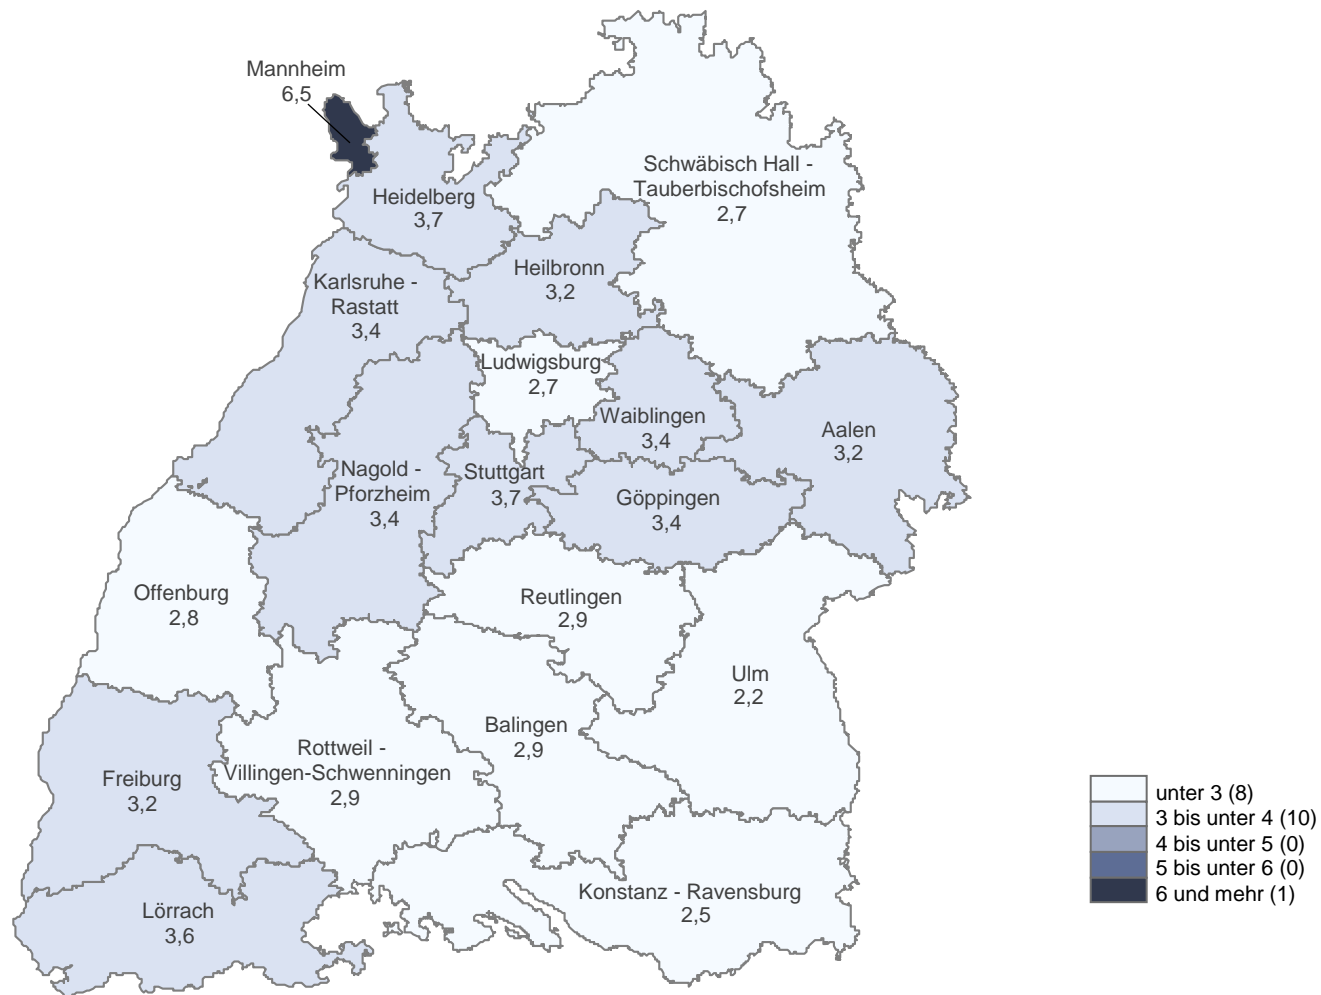 Mannheim
6,5
Schwäbisch Hall -
Tauberbischofsheim
2,7
Heidelberg
3,7
Heilbronn
3,2
Karlsruhe -
Rastatt
3,4
Ludwigsburg
2,7
Waiblingen
3,4
Aalen
3,2
Nagold -
Pforzheim
3,4
Stuttgart
3,7
Göppingen
3,4
Offenburg
2,8
Reutlingen
2,9
Ulm
2,2
Balingen
2,9
Rottweil -
Villingen-Schwenningen
2,9
Freiburg
3,2
Konstanz - Ravensburg
2,5
Lörrach
3,6
unter 3 (8)
3 bis unter 4 (10)
4 bis unter 5 (0)
5 bis unter 6 (0)
6 und mehr (1)